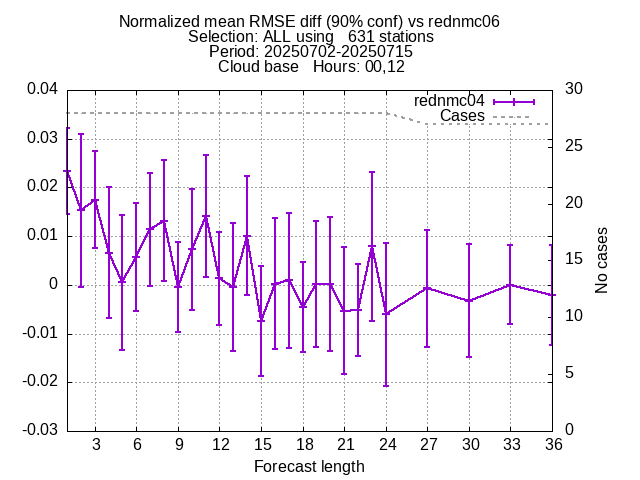 Normalized mean RMSE diff (90% conf) vs rednmc06
Selection: ALL using   631 stations
Period: 20250702-20250715
Cloud base   Hours: 00,12
rednmc04
Cases
0.04
0.03
0.02
0.01
0
-0.01
-0.02
-0.03
30
25
20
15
10
5
0
No cases
3 6 9 12 15 18 21 24 27 30 33 36
Forecast length